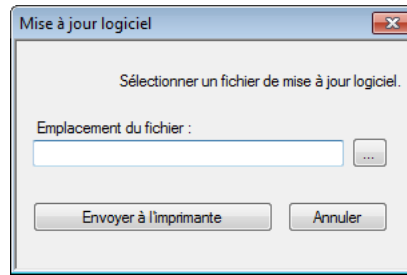 Mise à jour logiciel
Sélectionner un fichier de mise à jour logiciel.
Emplacement du fichier :
...
Envoyer à l'imprimante
Annuler